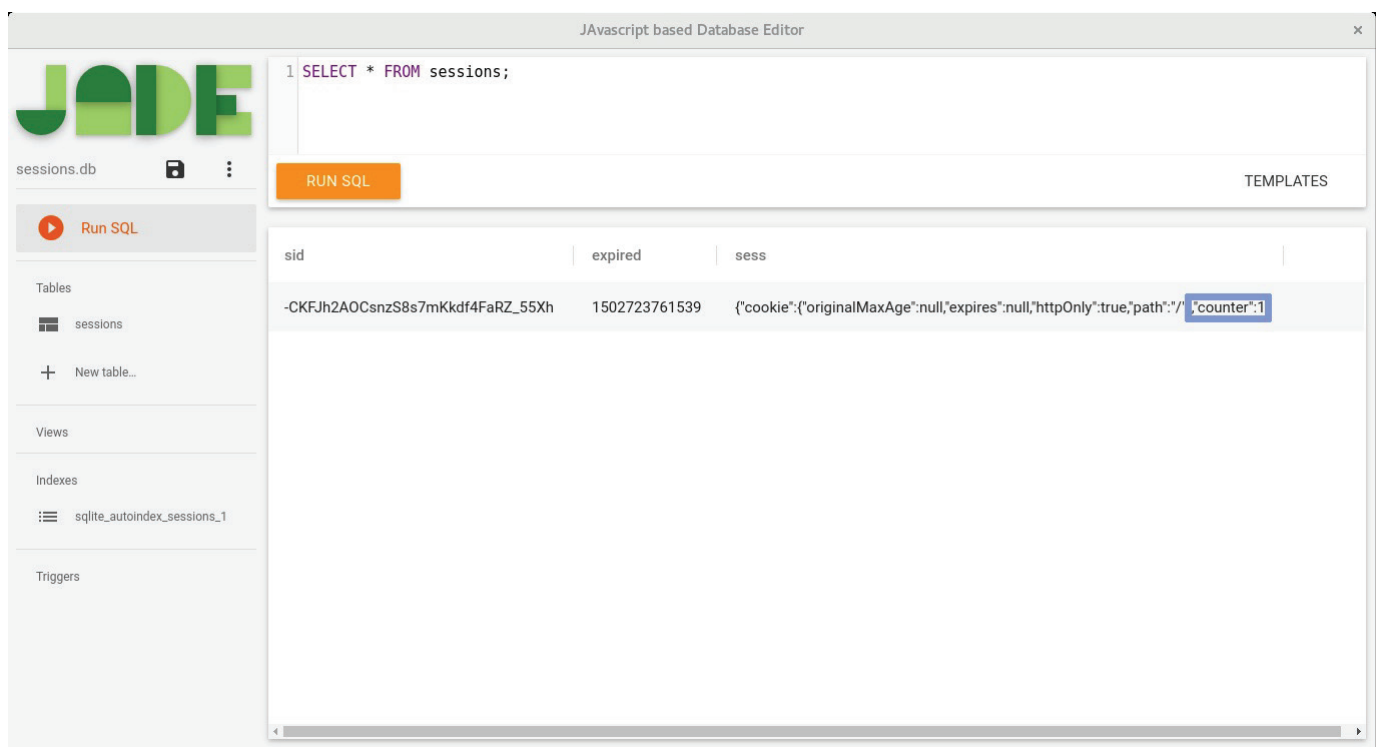 JAvascript based Database Editor
JADE
sessions.db
Run SQL
Tables
sessions
New table...
Views
Indexes
sqlite_autoindex_sessions_1
Triggers
1 SELECT * FROM sessions;
RUN SQL
TEMPLATES
sid expired sess
-CKFJh2AOCsnzS8s7mKkdf4FaRZ_55Xh 1502723761539 {"cookie":{"originalMaxAge":null,"expires":null,"httpOnly":true,"path":"/" ,"counter":1